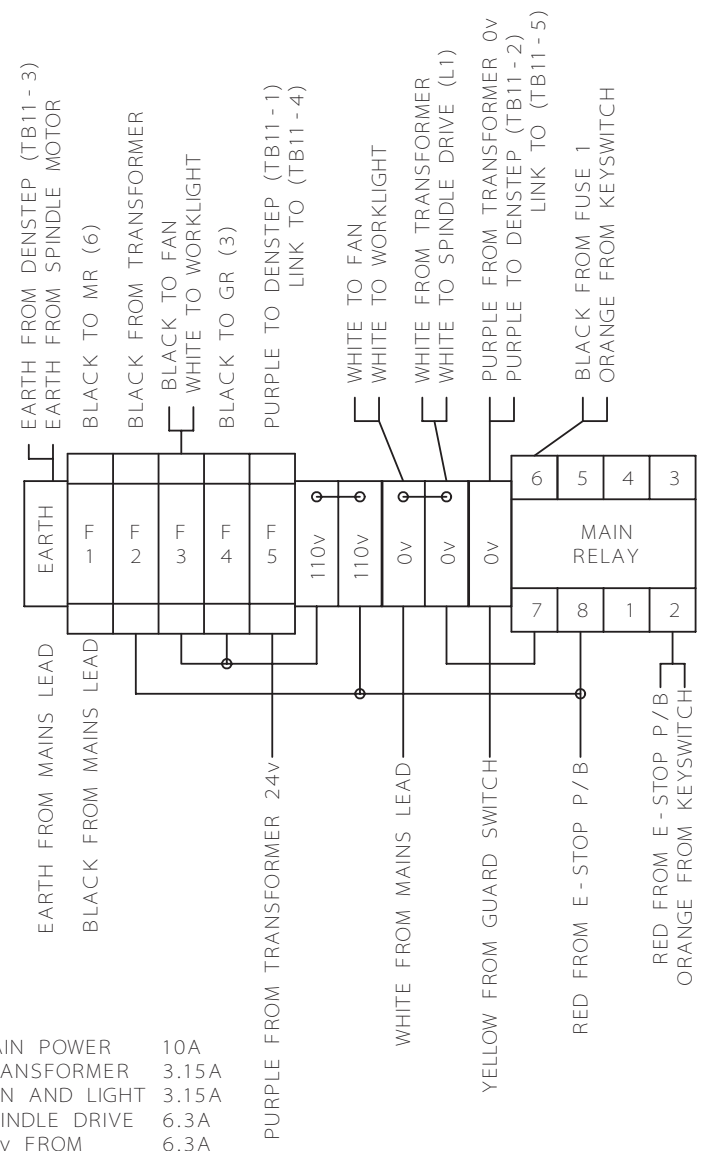 EARTH FROM DENSTEP (TB11 - 3)
EARTH FROM SPINDLE MOTOR
BLACK TO MR (6)
BLACK FROM TRANSFORMER
BLACK TO FAN
WHITE TO WORKLIGHT
BLACK TO GR (3)
PURPLE TO DENSTEP (TB11 - 1)
LINK TO (TB11 - 4)
WHITE TO FAN
WHITE TO WORKLIGHT
WHITE FROM TRANSFORMER
WHITE TO SPINDLE DRIVE (L1)
PURPLE FROM TRANSFORMER 0v
PURPLE TO DENSTEP (TB11 - 2)
LINK TO (TB11 - 5)
BLACK FROM FUSE 1
ORANGE FROM KEYSWITCH
EARTH
F 1
F 2
F 3
F 4
F 5
110v
110v
0v
0v
0v
6
5
4
3
MAIN
RELAY
7
8
1
2
EARTH FROM MAINS LEAD
BLACK FROM MAINS LEAD
PURPLE FROM TRANSFORMER 24v
WHITE FROM MAINS LEAD
YELLOW FROM GUARD SWITCH
RED FROM E - STOP P/B
RED FROM E - STOP P/B
ORANGE FROM KEYSWITCH
POWER 10A
3.15A
AND LIGHT 3.15A
DRIVE 6.3A
FROM 6.3A